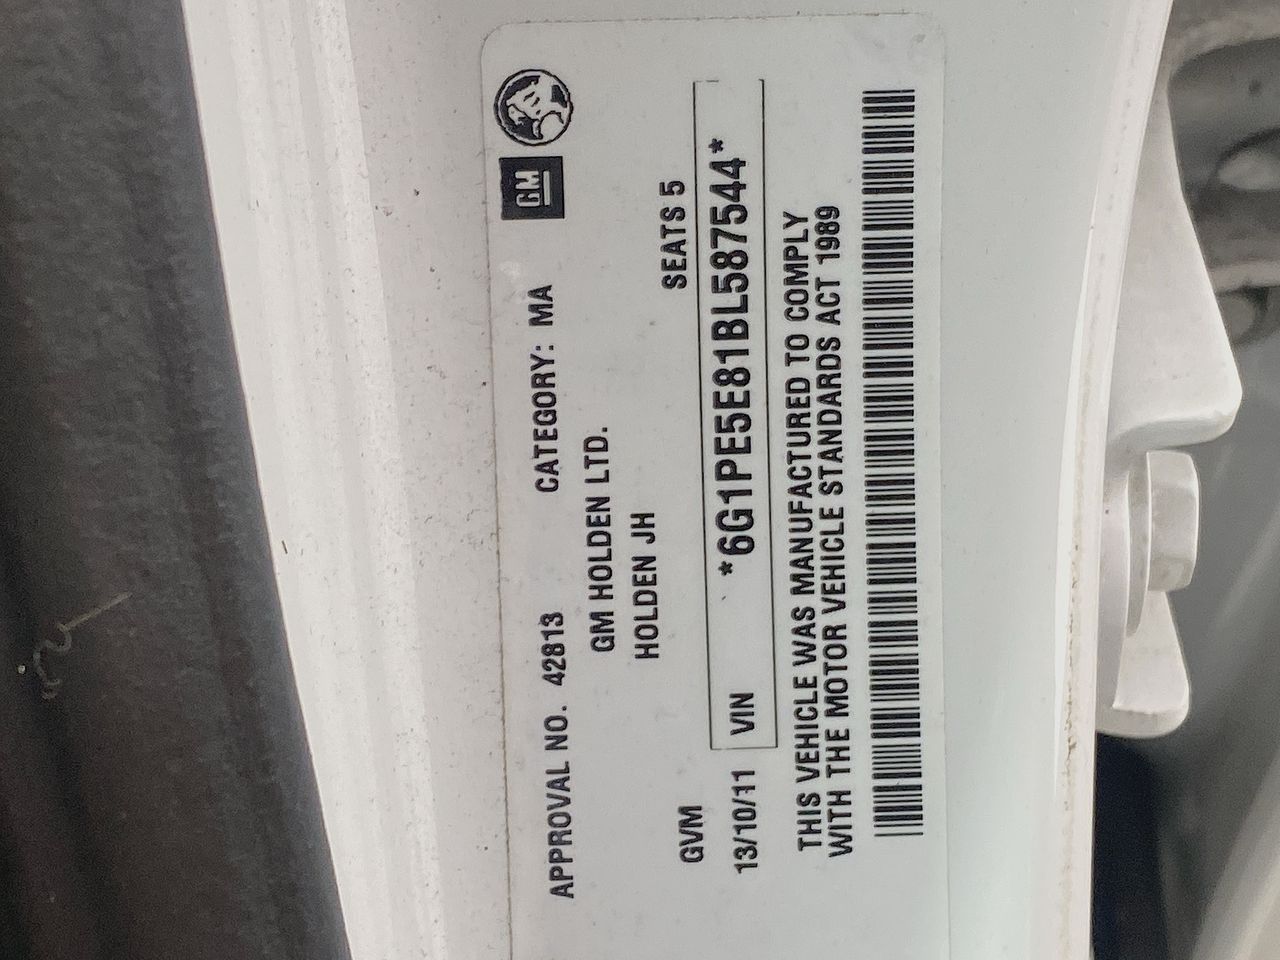 GM
APPROVAL NO. 42813 CATEGORY: MA
GM HOLDEN LTD.
HOLDEN JH
GVM SEATS 5
13/10/11 VIN *6G1PE5E81BL587544*
THIS VEHICLE WAS MANUFACTURED TO COMPLY
WITH THE MOTOR VEHICLE STANDARDS ACT 1989